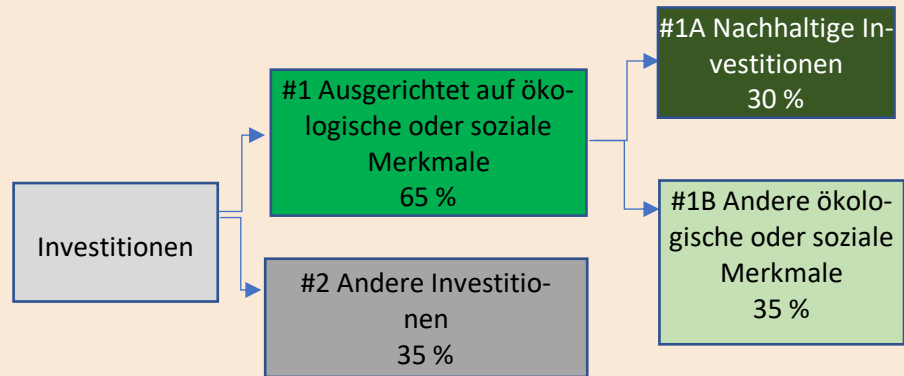 Investitionen
#1 Ausgerichtet auf öko-
logische oder soziale
Merkmale
65 %
#2 Andere Investitio-
nen
35 %
#1A Nachhaltige In-
vestitionen
30 %
#1B Andere ökolo-
gische oder soziale
Merkmale
35 %